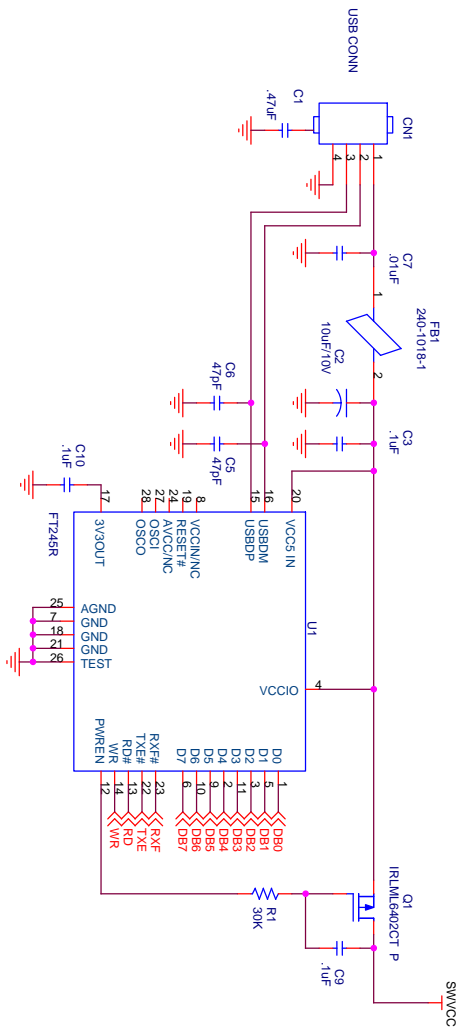 USB CONN
CN1
1
2
3
4
C1
.47uF
C7
.01uF
1
FB1
240-1018-1
2
C2
10uF/10V
C3
.1uF
C6
47pF
C5
47pF
C10
.1uF
U1
FT245R
20
VCC5 IN
16
USBDM
15
USBDP
8
VCCIN/NC
19
RESET#
24
AVCC/NC
27
OSCI
28
OSCO
17
3V3OUT
25
AGND
7
GND
18
GND
21
GND
26
TEST
VCCIO
4
D0
1
DB0
D1
5
DB1
D2
3
DB2
D3
11
DB3
D4
2
DB4
D5
9
DB5
D6
10
DB6
D7
6
DB7
RXF#
23
RXF
TXE#
22
TXE
RD#
13
RD
WR
14
WR
PWREN
12
R1
30K
C9
.1uF
Q1
IRLML6402CT P
SWVCC